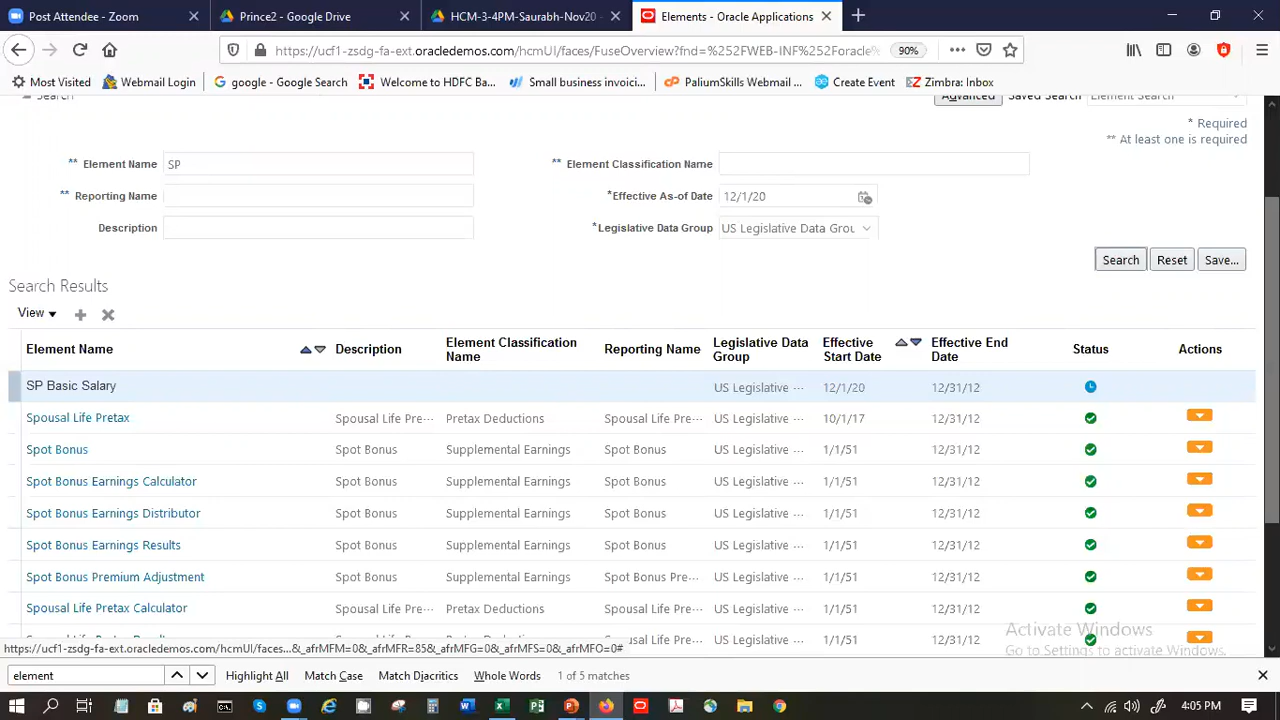 Post Attendee - Zoom
Prince2 - Google Drive
HCM-3-4PM-Saurabh-Nov20 -
Elements - Oracle Applications
https://ucf1-zsdg-fa-ext.oracledemos.com/hcmUI/faces/FuseOverview?fnd=%252FWEB-INF%252Foracle
90%
Most Visited
Webmail Login
google - Google Search
Welcome to HDFC Ba...
Small business invoici...
PaliumSkills Webmail ...
Create Event
Zimbra: Inbox
Search
Advanced
Saved Search
Element Search
* Required
** At least one is required
** Element Name
SP
** Element Classification Name
** Reporting Name
*Effective As-of Date
12/1/20
Description
*Legislative Data Group
US Legislative Data Grou
Search
Reset
Save...
Search Results
View
Element Name
Description
Element Classification Name
Reporting Name
Legislative Data Group
Effective Start Date
Effective End Date
Status
Actions
SP Basic Salary US Legislative ... 12/1/20 12/31/12
Spousal Life Pretax Spousal Life Pre... Pretax Deductions Spousal Life Pre... US Legislative ... 10/1/17 12/31/12
Spot Bonus Spot Bonus Supplemental Earnings Spot Bonus US Legislative ... 1/1/51 12/31/12
Spot Bonus Earnings Calculator Spot Bonus Supplemental Earnings Spot Bonus US Legislative ... 1/1/51 12/31/12
Spot Bonus Earnings Distributor Spot Bonus Supplemental Earnings Spot Bonus US Legislative ... 1/1/51 12/31/12
Spot Bonus Earnings Results Spot Bonus Supplemental Earnings Spot Bonus US Legislative ... 1/1/51 12/31/12
Spot Bonus Premium Adjustment Spot Bonus Supplemental Earnings Spot Bonus Pre... US Legislative ... 1/1/51 12/31/12
Spousal Life Pretax Calculator Spousal Life Pre... Pretax Deductions Spousal Life Pre... US Legislative ... 1/1/51 12/31/12
Pretax Deductions US Legislative ... 1/1/51 12/31/12
Activate Windows
Go to Settings to activate Windows.
https://ucf1-zsdg-fa-ext.oracledemos.com/hcmUI/faces...&_afrMFM=0&_afrMFR=85&_afrMFG=0&_afrMFS=0&_afrMFO=0#
element
Highlight All
Match Case
Match Diacritics
Whole Words
1 of 5 matches
4:05 PM